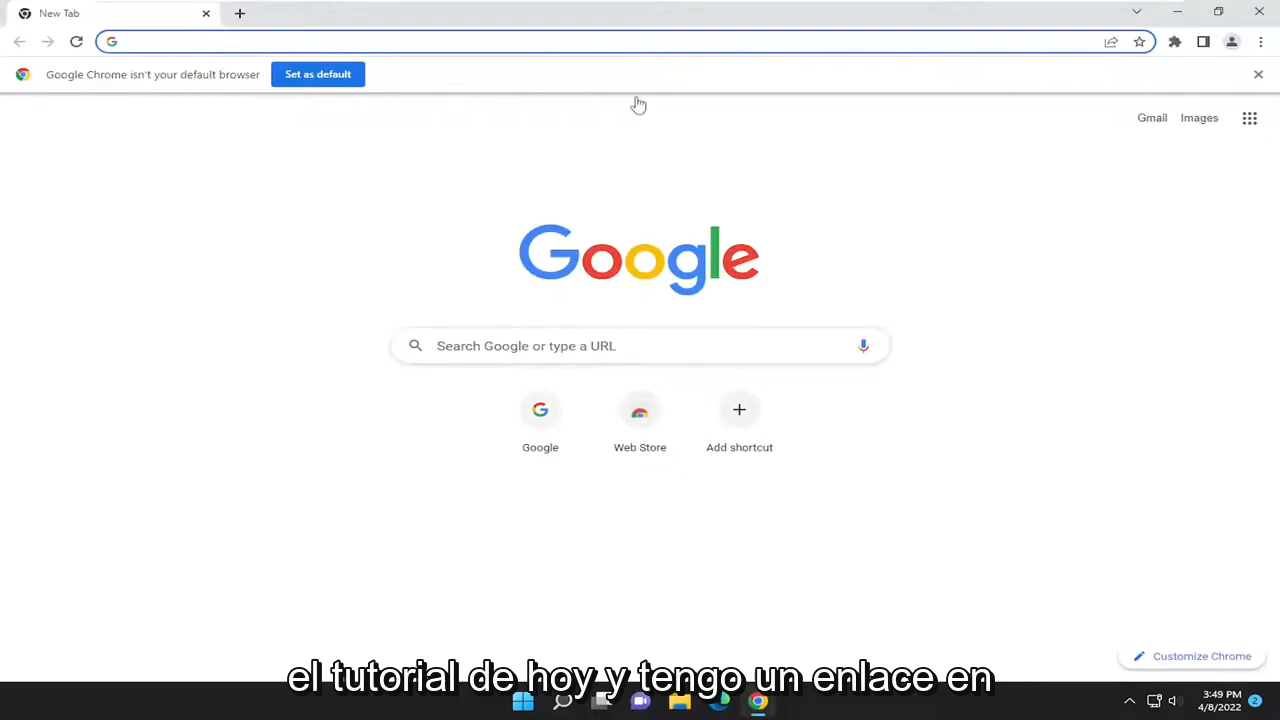 New Tab
Google Chrome isn't your default browser
Set as default
Gmail
Images
Google
Search Google or type a URL
Google
Web Store
Add shortcut
Customize Chrome
el tutorial de hoy y tengo un enlace en
3:49 PM
4/8/2022
2